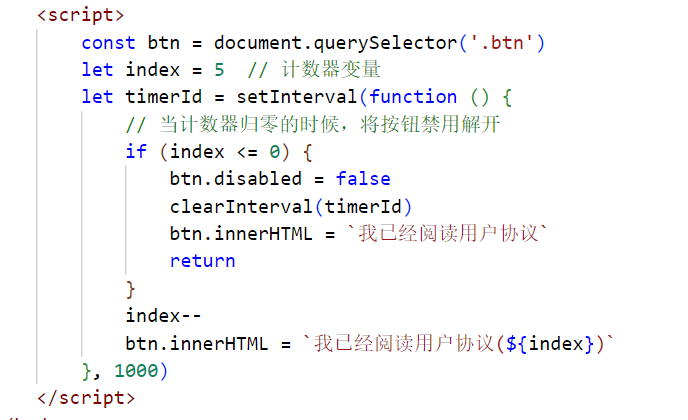 <script>
const btn = document.querySelector('.btn')
let index = 5  // 计数器变量
let timerId = setInterval(function () {
// 当计数器归零的时候，将按钮禁用解开
if (index <= 0) {
btn.disabled = false
clearInterval(timerId)
btn.innerHTML = `我已经阅读用户协议`
return
}
index--
btn.innerHTML = `我已经阅读用户协议(${index})`
}, 1000)
</script>